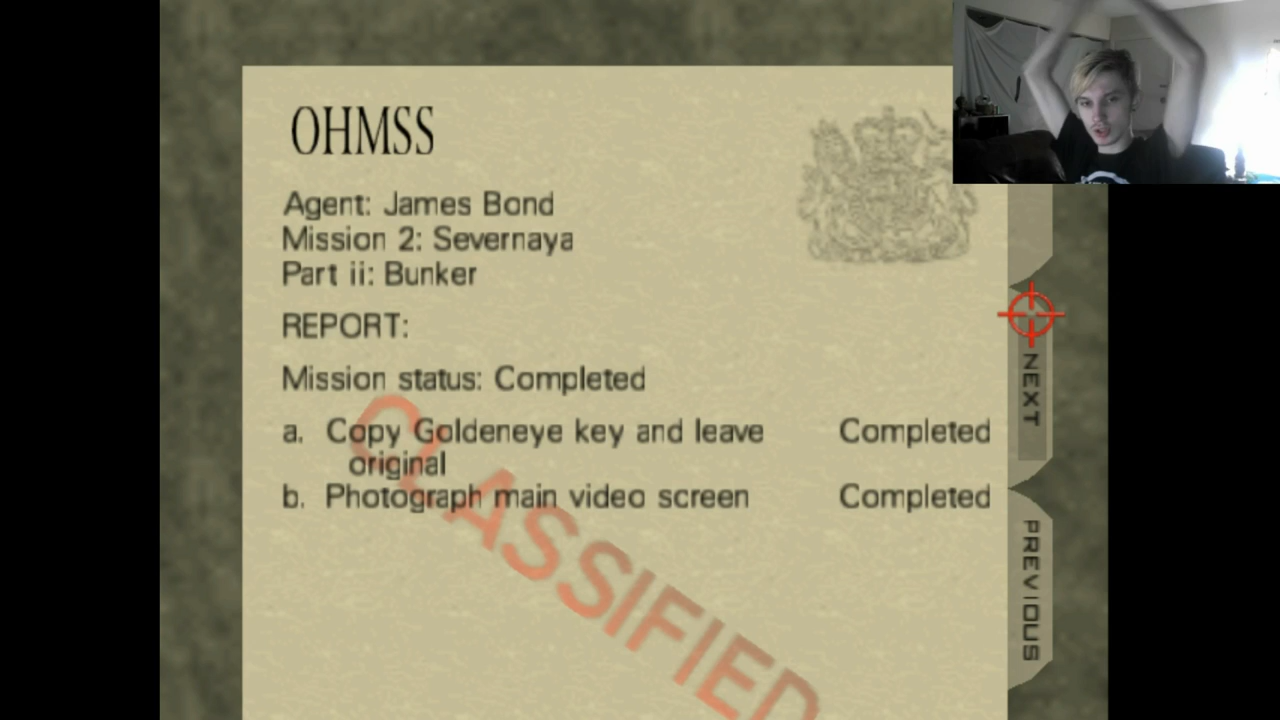 OHMSS
Agent: James Bond
Mission 2: Severnaya
Part ii: Bunker
REPORT:
Mission status: Completed
a. Copy Goldeneye key and leave Completed
original
b. Photograph main video screen Completed
CLASSIFIED
NEXT
PREVIOUS